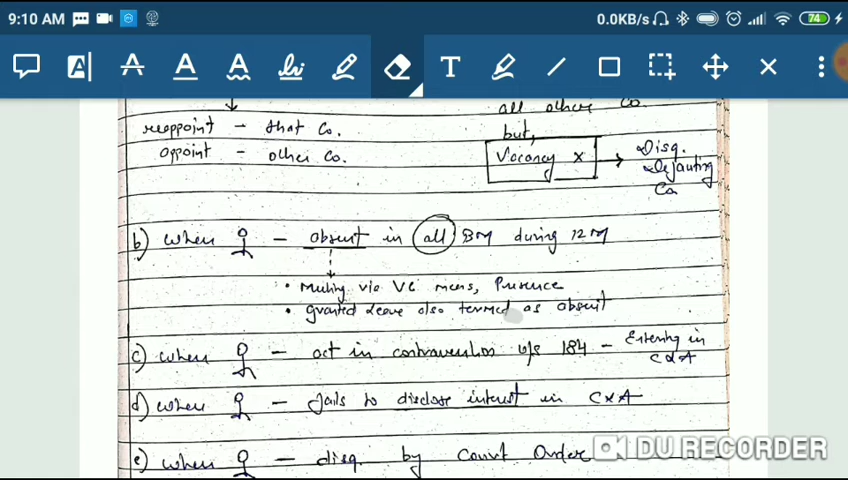 9:10 AM 0.0KB/s 74
all other Co.
reappoint - that Co. but,
appoint - other Co. Vacancy X → Disq. Defaulting Co
b) when - absent in all BM during 12 M
• Meeting via VC means, Presence
• granted Leave also termed as absent
c) when - act in contravention u/s 184 - Entering in C & A
d) when - fails to disclose interest in C & A
e) when - disq. by Court Order
DU RECORDER